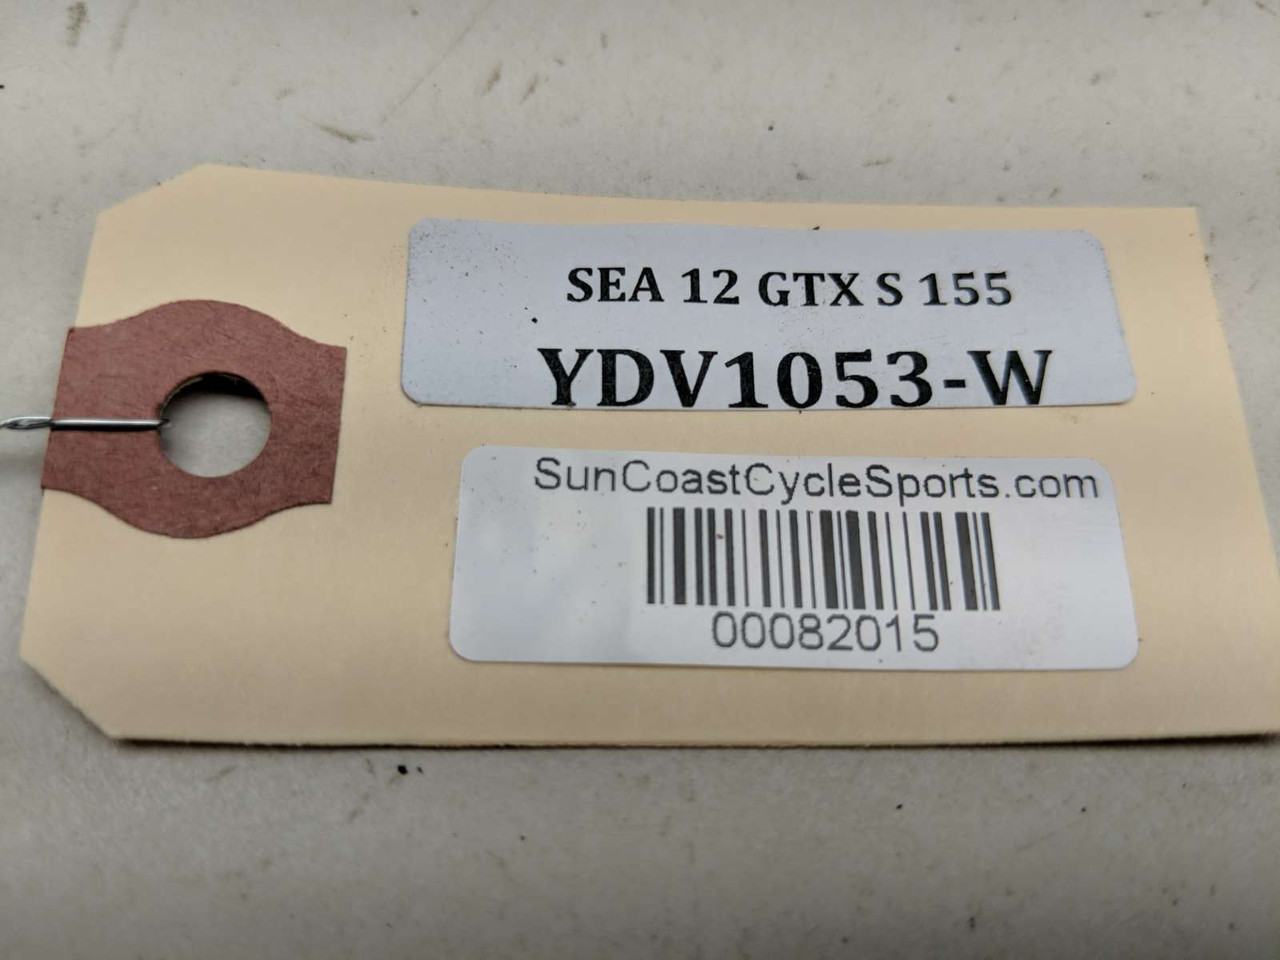 SEA 12 GTX S 155
YDV1053-W
SunCoastCycleSports.com
00082015